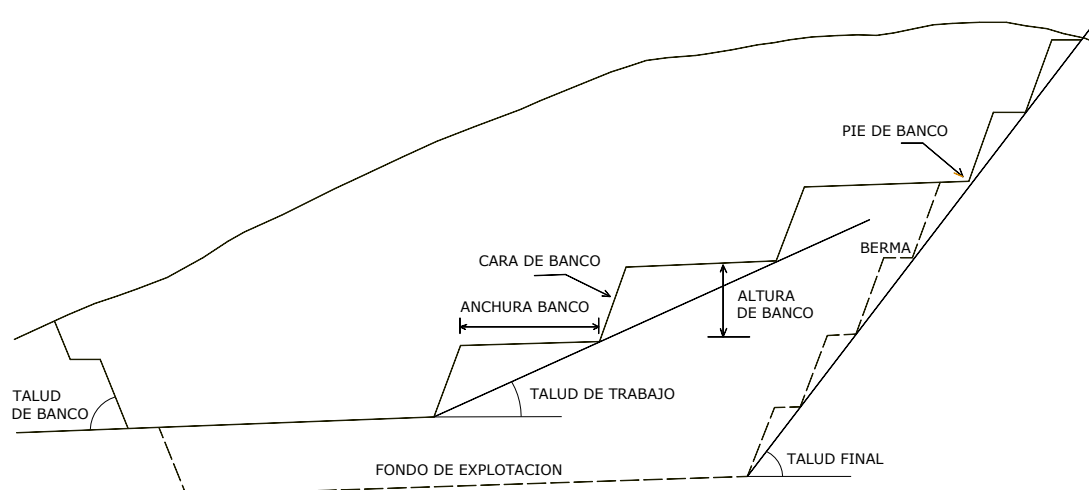 PIE DE BANCO
BERMA
CARA DE BANCO
ANCHURA BANCO
ALTURA
DE BANCO
TALUD
DE BANCO
TALUD DE TRABAJO
TALUD FINAL
FONDO DE EXPLOTACION